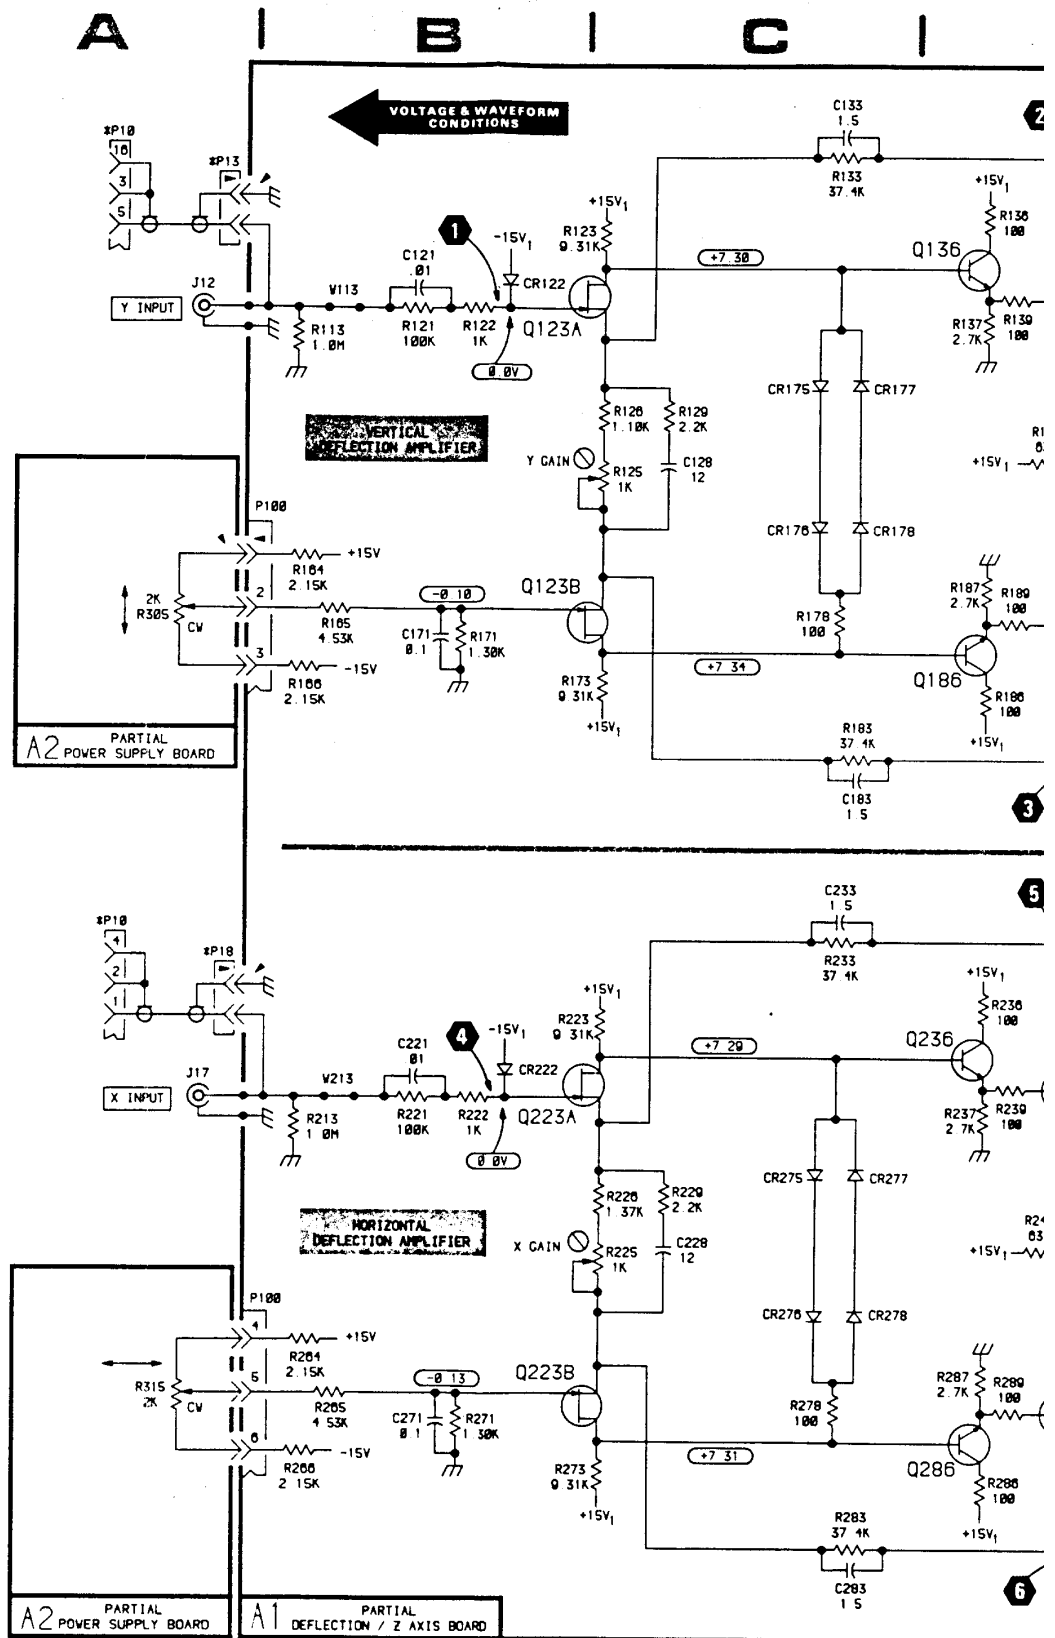 A B C
VOLTAGE & WAVEFORM
CONDITIONS
2
C133
1.5
R133
37.4K
*P10
16
3
5
*P13
+15V1
R123
9.31K
+15V1
R136
100
Q136
1
-15V1
C121
.01
CR122
+7.30
J12
Y INPUT
W113
R113
1.0M
R121
100K
R122
1K
Q123A
0.0V
R137
2.7K
R139
100
CR175
CR177
R126
1.10K
R129
2.2K
VERTICAL
DEFLECTION AMPLIFIER
Y GAIN
R125
1K
C128
12
+15V1
P100
R164
2.15K
+15V
CR176
CR178
2K
R305
CW
2
R165
4.53K
-0.10
Q123B
R187
2.7K
R189
100
R178
100
C171
0.1
R171
1.30K
3
R166
2.15K
-15V
R173
9.31K
+15V1
+7.34
Q186
R186
100
+15V1
A2 PARTIAL
POWER SUPPLY BOARD
R183
37.4K
C183
1.5
3
5
C233
1.5
R233
37.4K
*P10
4
2
1
*P18
+15V1
R223
9.31K
+15V1
R236
100
Q236
4
-15V1
C221
01
CR222
+7.29
J17
X INPUT
W213
R213
1.0M
R221
100K
R222
1K
Q223A
0.0V
R237
2.7K
R239
100
CR275
CR277
R226
1.37K
R229
2.2K
HORIZONTAL
DEFLECTION AMPLIFIER
X GAIN
R225
1K
C228
12
+15V1
P100
4
R264
2.15K
+15V
CR276
CR278
R315
2K
CW
5
R265
4.53K
-0.13
Q223B
R287
2.7K
R289
100
R278
100
C271
0.1
R271
1.30K
6
R266
2.15K
-15V
R273
9.31K
+15V1
+7.31
Q286
R286
100
+15V1
R283
37.4K
C283
1.5
6
A2 PARTIAL
POWER SUPPLY BOARD
A1 PARTIAL
DEFLECTION / Z AXIS BOARD